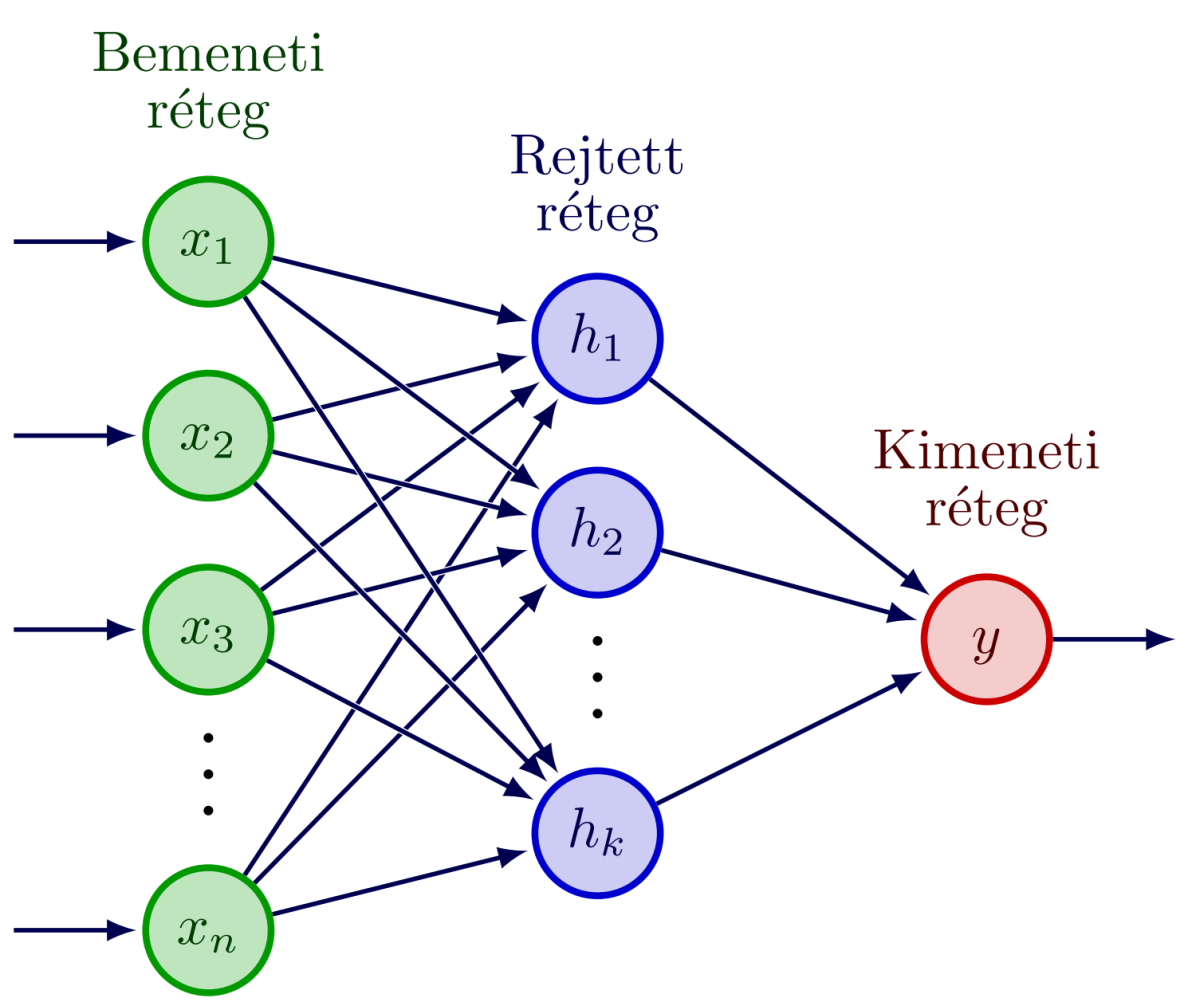 Bemeneti
réteg
Rejtett
réteg
Kimeneti
réteg
x₁
x₂
x₃
xₙ
h₁
h₂
hₖ
y